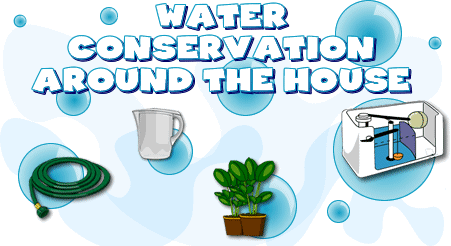 WATER
CONSERVATION
AROUND THE HOUSE